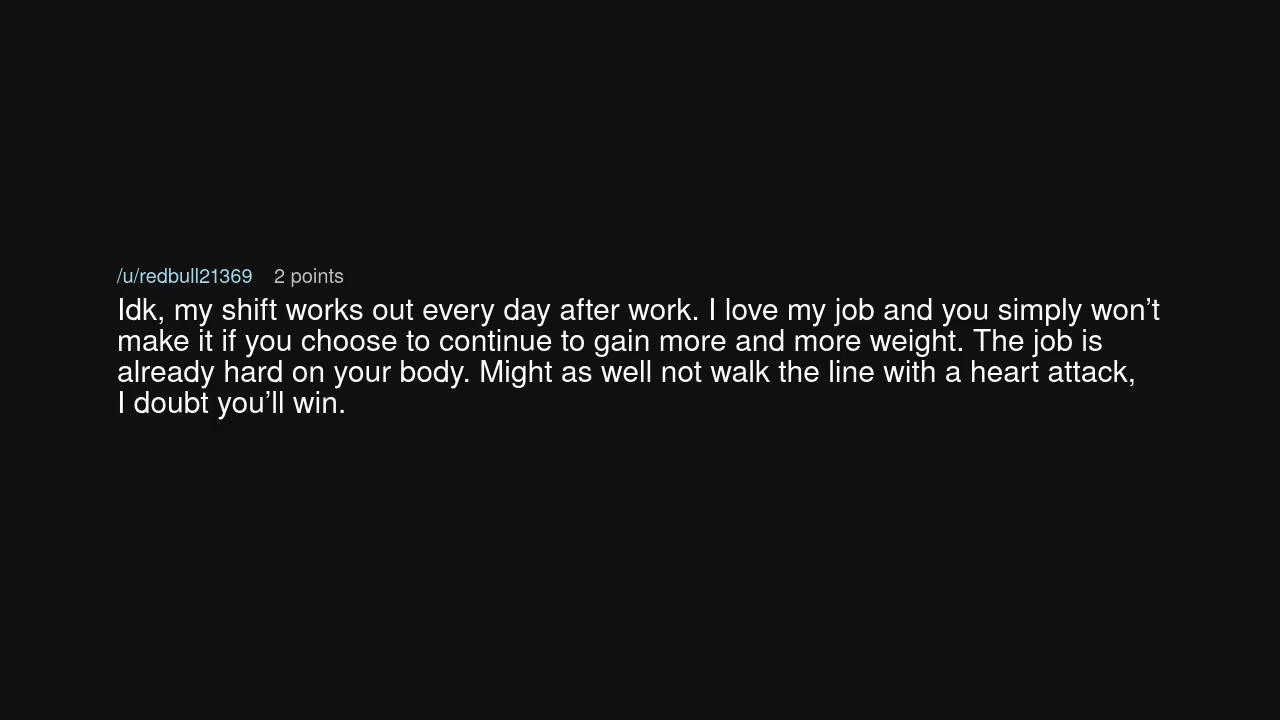 /u/redbull21369 2 points
Idk, my shift works out every day after work. I love my job and you simply won’t
make it if you choose to continue to gain more and more weight. The job is
already hard on your body. Might as well not walk the line with a heart attack,
I doubt you’ll win.